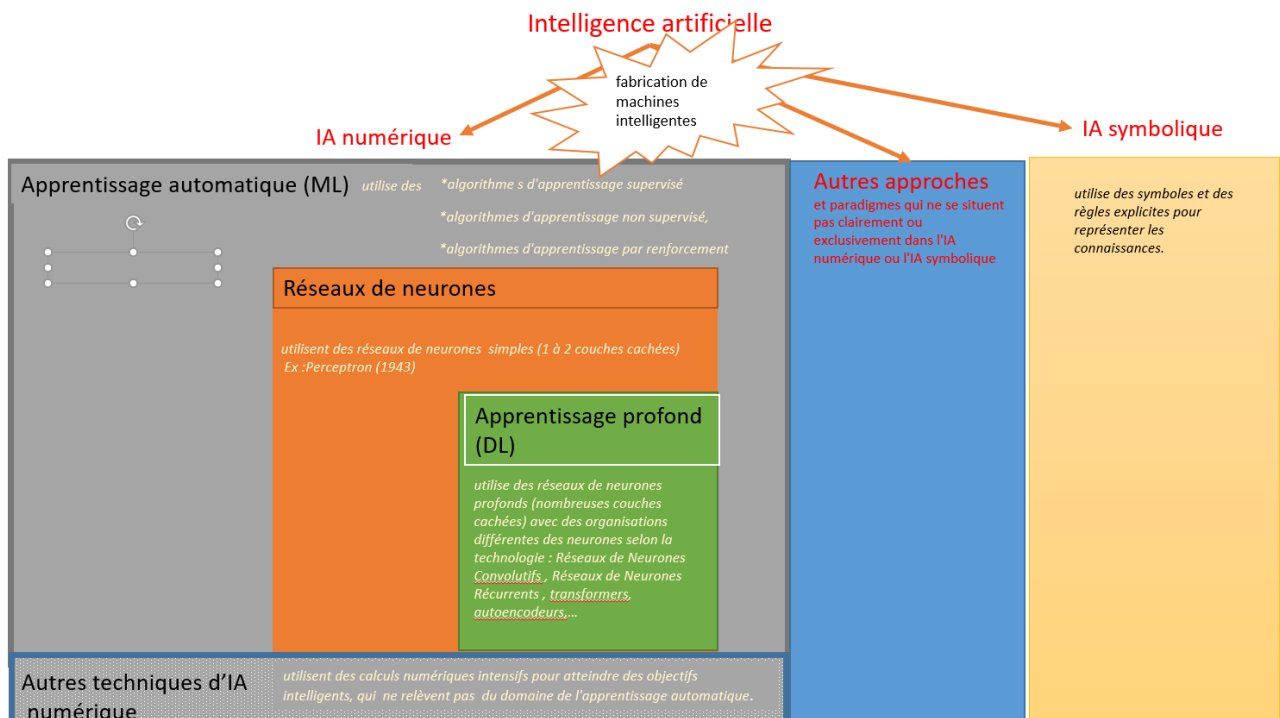 Intelligence artificielle
fabrication de
machines
intelligentes
IA numérique
IA symbolique
Apprentissage automatique (ML)
utilise des
*algorithme s d'apprentissage supervisé
*algorithmes d'apprentissage non supervisé,
*algorithmes d'apprentissage par renforcement
Réseaux de neurones
utilisent des réseaux de neurones simples (1 à 2 couches cachées)
Ex :Perceptron (1943)
Apprentissage profond
(DL)
utilise des réseaux de neurones
profonds (nombreuses couches
cachées) avec des organisations
différentes des neurones selon la
technologie : Réseaux de Neurones
Convolutifs , Réseaux de Neurones
Récurrents , transformers,
autoencodeurs,...
Autres techniques d’IA
numérique
utilisent des calculs numériques intensifs pour atteindre des objectifs
intelligents, qui ne relèvent pas du domaine de l'apprentissage automatique.
Autres approches
et paradigmes qui ne se situent
pas clairement ou
exclusivement dans l'IA
numérique ou l'IA symbolique
utilise des symboles et des
règles explicites pour
représenter les
connaissances.